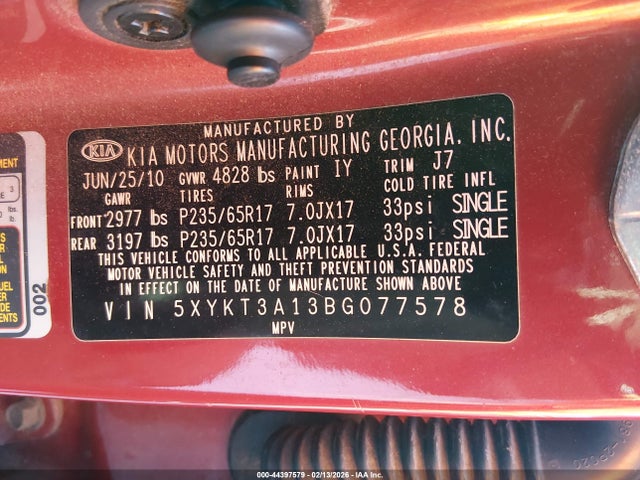 MANUFACTURED BY
KIA KIA MOTORS MANUFACTURING GEORGIA, INC.
JUN/25/10 GVWR 4828 lbs PAINT IY TRIM J7
GAWR TIRES RIMS COLD TIRE INFL
FRONT 2977 lbs P235/65R17 7.0JX17 33psi SINGLE
REAR 3197 lbs P235/65R17 7.0JX17 33psi SINGLE
THIS VEHICLE CONFORMS TO ALL APPLICABLE U.S.A. FEDERAL
MOTOR VEHICLE SAFETY AND THEFT PREVENTION STANDARDS
IN EFFECT ON THE DATE OF MANUFACTURE SHOWN ABOVE
VIN 5XYKT3A13BG077578
MPV
002
000-44397579 - 02/13/2026 - IAA Inc.